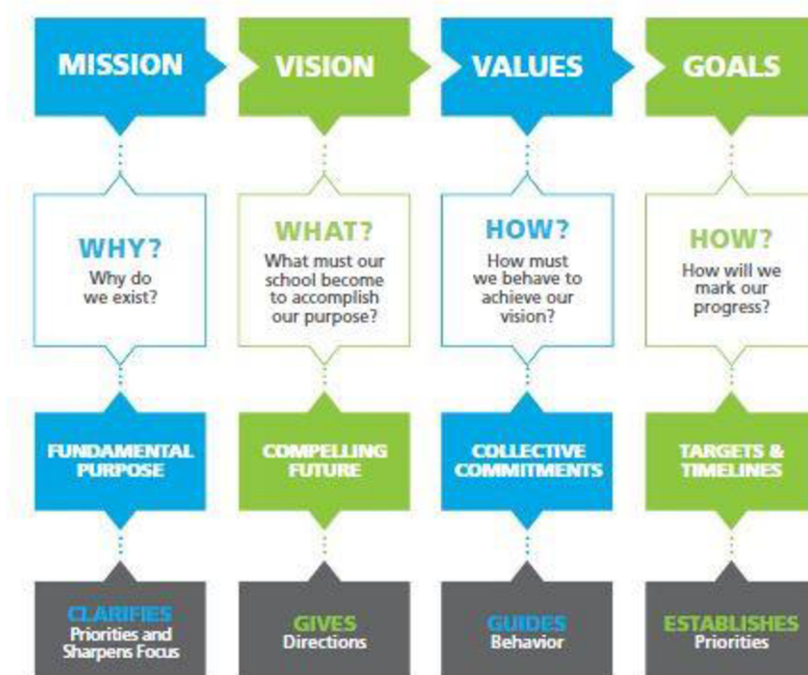 MISSION
VISION
VALUES
GOALS
WHY?
Why do
we exist?
WHAT?
What must our
school become
to accomplish
our purpose?
HOW?
How must
we behave to
achieve our
vision?
HOW?
How will we
mark our
progress?
FUNDAMENTAL
PURPOSE
COMPELLING
FUTURE
COLLECTIVE
COMMITMENTS
TARGETS &
TIMELINES
CLARIFIES
Priorities and
Sharpens Focus
GIVES
Directions
GUIDES
Behavior
ESTABLISHES
Priorities